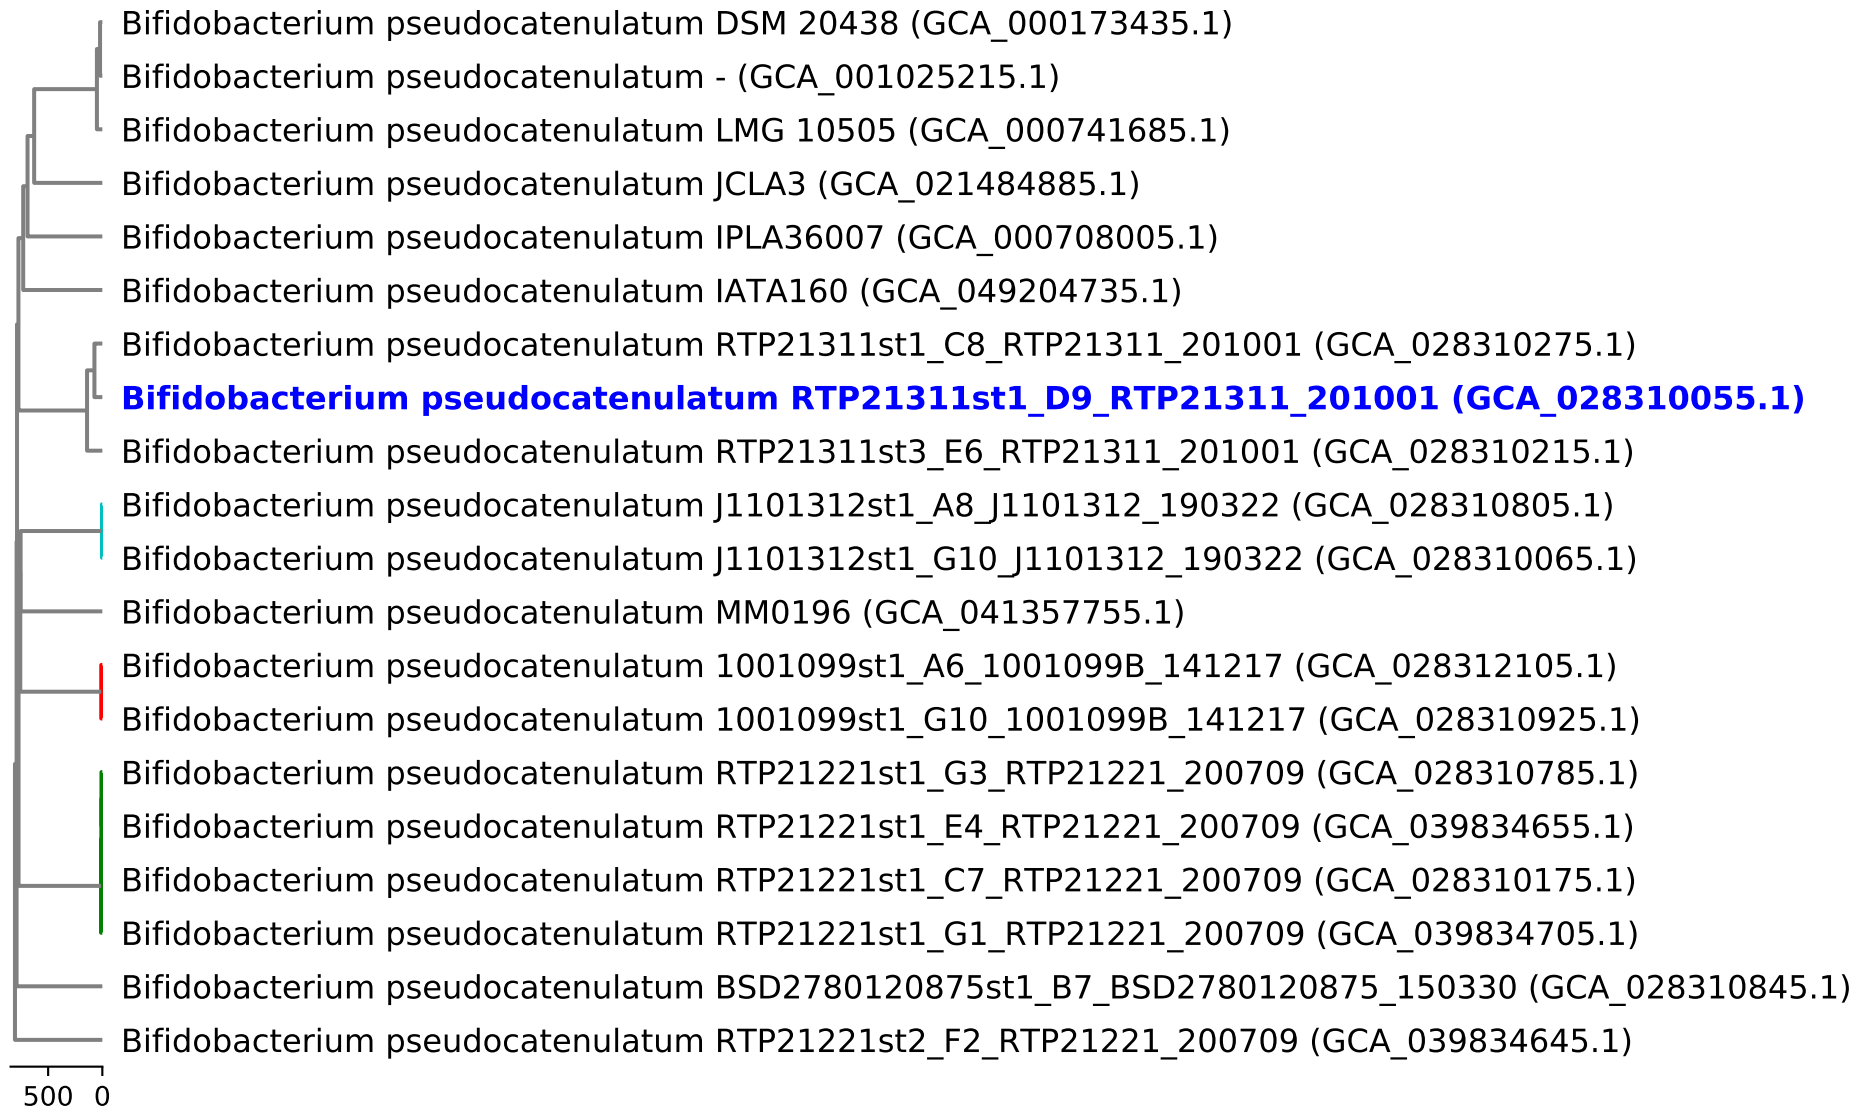 Bifidobacterium pseudocatenulatum DSM 20438 (GCA_000173435.1)
Bifidobacterium pseudocatenulatum - (GCA_001025215.1)
Bifidobacterium pseudocatenulatum LMG 10505 (GCA_000741685.1)
Bifidobacterium pseudocatenulatum JCLA3 (GCA_021484885.1)
Bifidobacterium pseudocatenulatum IPLA36007 (GCA_000708005.1)
Bifidobacterium pseudocatenulatum IATA160 (GCA_049204735.1)
Bifidobacterium pseudocatenulatum RTP21311st1_C8_RTP21311_201001 (GCA_028310275.1)
Bifidobacterium pseudocatenulatum RTP21311st1_D9_RTP21311_201001 (GCA_028310055.1)
Bifidobacterium pseudocatenulatum RTP21311st3_E6_RTP21311_201001 (GCA_028310215.1)
Bifidobacterium pseudocatenulatum J1101312st1_A8_J1101312_190322 (GCA_028310805.1)
Bifidobacterium pseudocatenulatum J1101312st1_G10_J1101312_190322 (GCA_028310065.1)
Bifidobacterium pseudocatenulatum MM0196 (GCA_041357755.1)
Bifidobacterium pseudocatenulatum 1001099st1_A6_1001099B_141217 (GCA_028312105.1)
Bifidobacterium pseudocatenulatum 1001099st1_G10_1001099B_141217 (GCA_028310925.1)
Bifidobacterium pseudocatenulatum RTP21221st1_G3_RTP21221_200709 (GCA_028310785.1)
Bifidobacterium pseudocatenulatum RTP21221st1_E4_RTP21221_200709 (GCA_039834655.1)
Bifidobacterium pseudocatenulatum RTP21221st1_C7_RTP21221_200709 (GCA_028310175.1)
Bifidobacterium pseudocatenulatum RTP21221st1_G1_RTP21221_200709 (GCA_039834705.1)
Bifidobacterium pseudocatenulatum BSD2780120875st1_B7_BSD2780120875_150330 (GCA_028310845.1)
Bifidobacterium pseudocatenulatum RTP21221st2_F2_RTP21221_200709 (GCA_039834645.1)
500 0